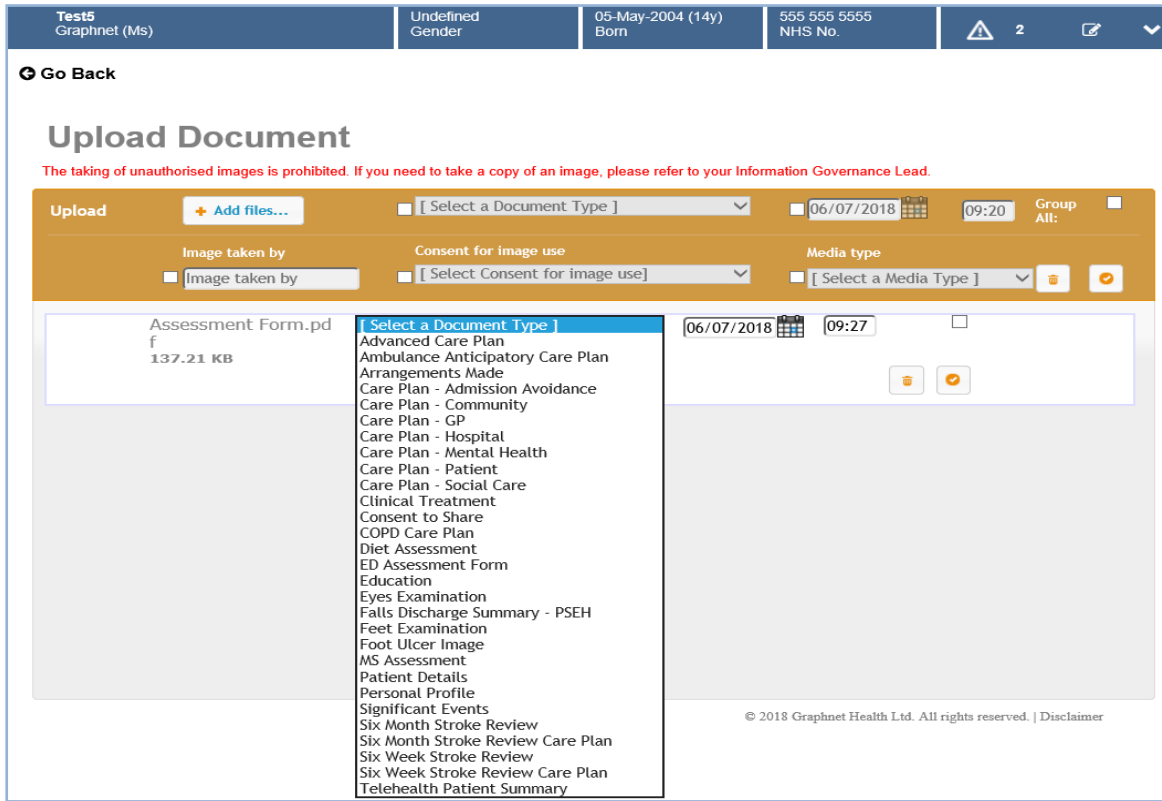 Test5
Graphnet (Ms)
Undefined
Gender
05-May-2004 (14y)
Born
555 555 5555
NHS No.
2
Go Back
Upload Document
The taking of unauthorised images is prohibited. If you need to take a copy of an image, please refer to your Information Governance Lead.
Upload
+ Add files...
[ Select a Document Type ]
06/07/2018
09:20
Group
All:
Image taken by
Image taken by
Consent for image use
[ Select Consent for image use]
Media type
[ Select a Media Type ]
Assessment Form.pd
f
137.21 KB
[ Select a Document Type ]
Advanced Care Plan
Ambulance Anticipatory Care Plan
Arrangements Made
Care Plan - Admission Avoidance
Care Plan - Community
Care Plan - GP
Care Plan - Hospital
Care Plan - Mental Health
Care Plan - Patient
Care Plan - Social Care
Clinical Treatment
Consent to Share
COPD Care Plan
Diet Assessment
ED Assessment Form
Education
Eyes Examination
Falls Discharge Summary - PSEH
Feet Examination
Foot Ulcer Image
MS Assessment
Patient Details
Personal Profile
Significant Events
Six Month Stroke Review
Six Month Stroke Review Care Plan
Six Week Stroke Review
Six Week Stroke Review Care Plan
Telehealth Patient Summary
06/07/2018
09:27
© 2018 Graphnet Health Ltd. All rights reserved. | Disclaimer